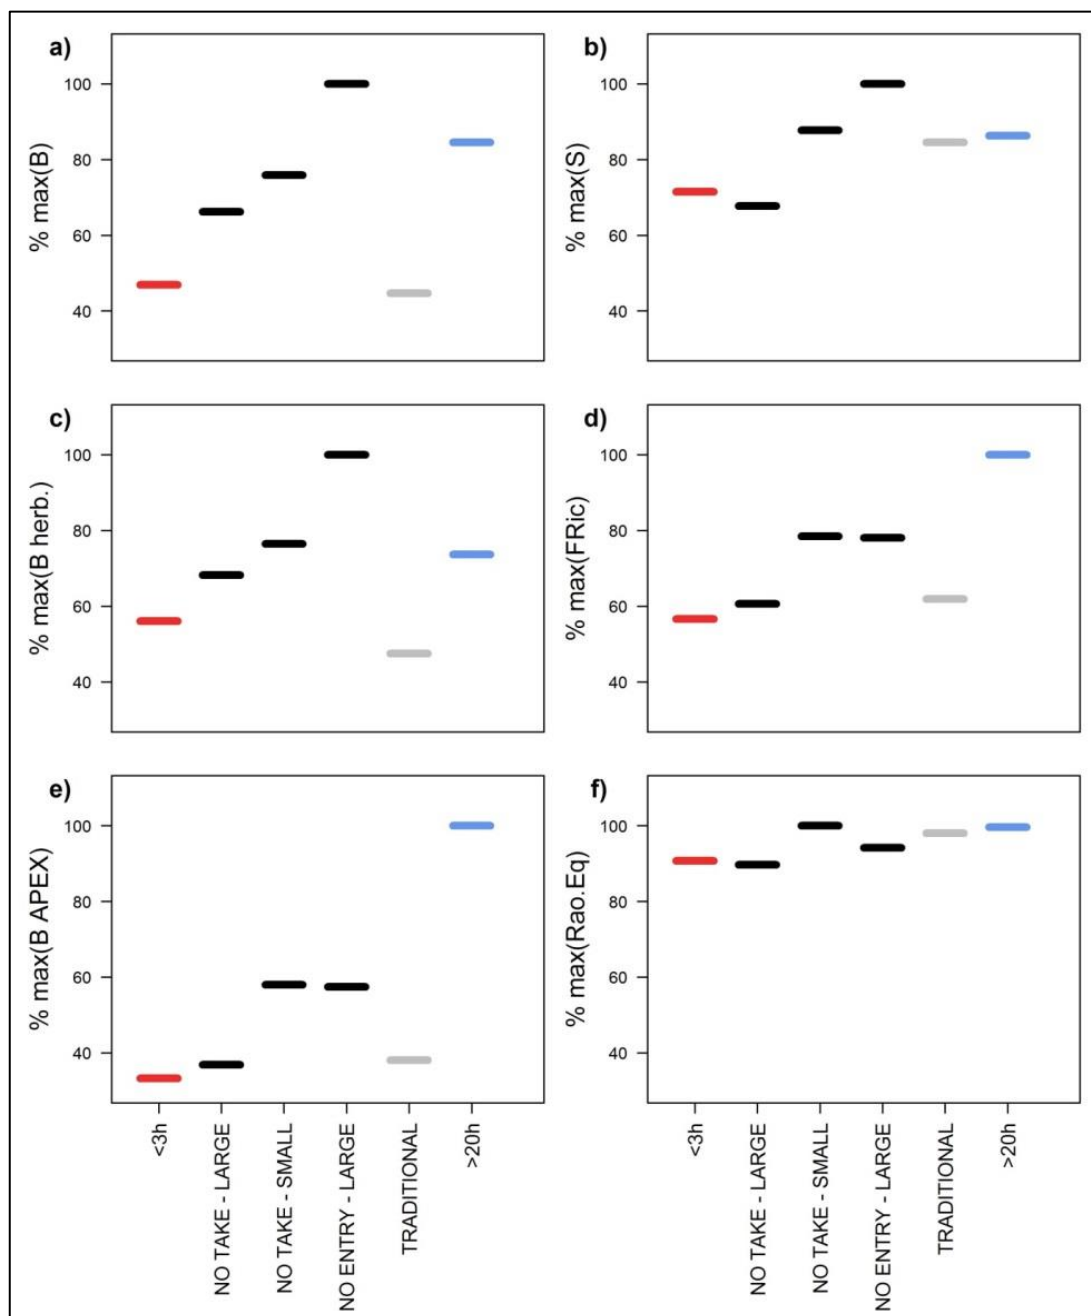 a)
% max(B)
100
80
60
40
b)
% max(S)
100
80
60
40
c)
% max(B herb.)
100
80
60
40
d)
% max(FRic)
100
80
60
40
e)
% max(B APEX)
100
80
60
40
f)
% max(Rao.Eq)
100
80
60
40
<3h
NO TAKE - LARGE
NO TAKE - SMALL
NO ENTRY - LARGE
TRADITIONAL
>20h
<3h
NO TAKE - LARGE
NO TAKE - SMALL
NO ENTRY - LARGE
TRADITIONAL
>20h